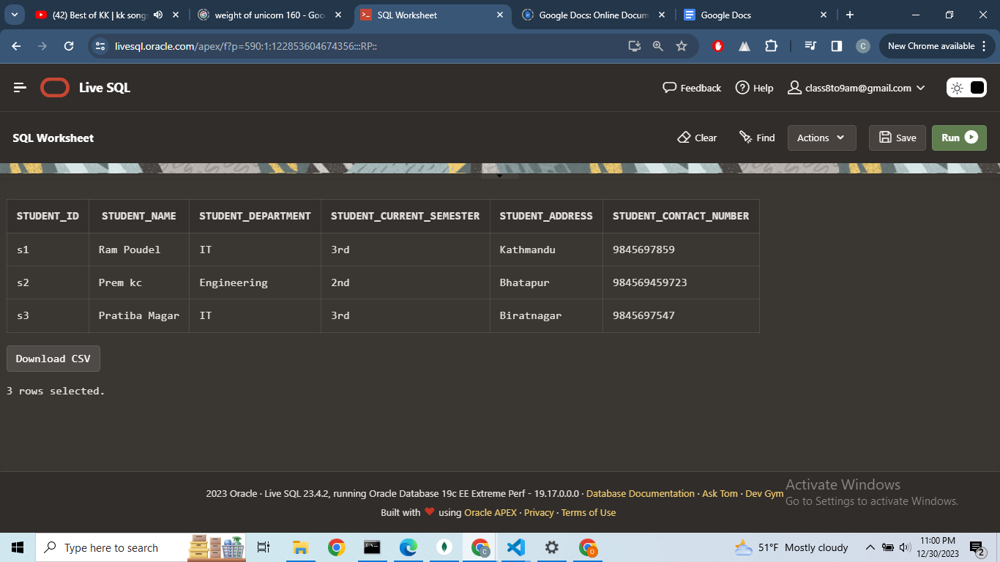 (42) Best of KK | kk songs
weight of unicorn 160 - Goo
SQL Worksheet
Google Docs: Online Docum
Google Docs
livesql.oracle.com/apex/f?p=590:1:122853604674356:::RP::
C
New Chrome available
Live SQL
Feedback
Help
class8to9am@gmail.com
SQL Worksheet
Clear
Find
Actions
Save
Run
STUDENT_ID STUDENT_NAME STUDENT_DEPARTMENT STUDENT_CURRENT_SEMESTER STUDENT_ADDRESS STUDENT_CONTACT_NUMBER
s1 Ram Poudel IT 3rd Kathmandu 9845697859
s2 Prem kc Engineering 2nd Bhatapur 984569459723
s3 Pratiba Magar IT 3rd Biratnagar 9845697547
Download CSV
3 rows selected.
2023 Oracle · Live SQL 23.4.2, running Oracle Database 19c EE Extreme Perf - 19.17.0.0.0 · Database Documentation · Ask Tom · Dev Gym
Built with ❤ using Oracle APEX · Privacy · Terms of Use
Activate Windows
Go to Settings to activate Windows.
Type here to search
51°F Mostly cloudy
11:00 PM
12/30/2023
2